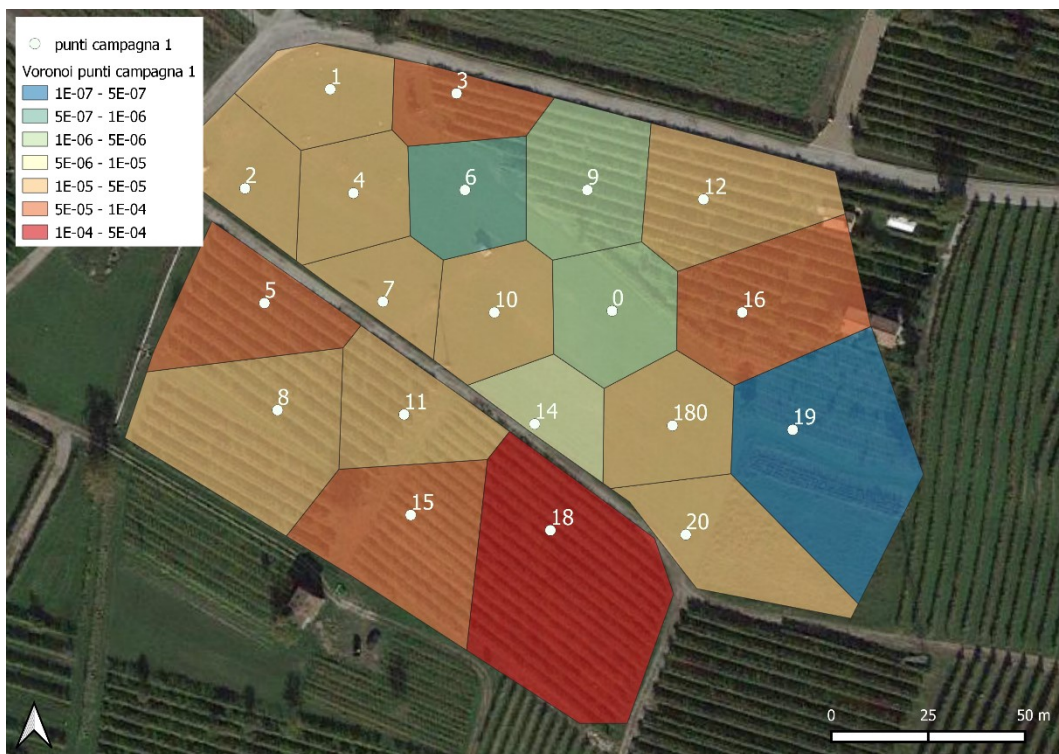 punti campagna 1
Voronoi punti campagna 1
1E-07 - 5E-07
5E-07 - 1E-06
1E-06 - 5E-06
5E-06 - 1E-05
1E-05 - 5E-05
5E-05 - 1E-04
1E-04 - 5E-04
1
3
2
4
6
9
12
5
7
10
0
16
8
11
14
180
19
15
18
20
0 25 50 m